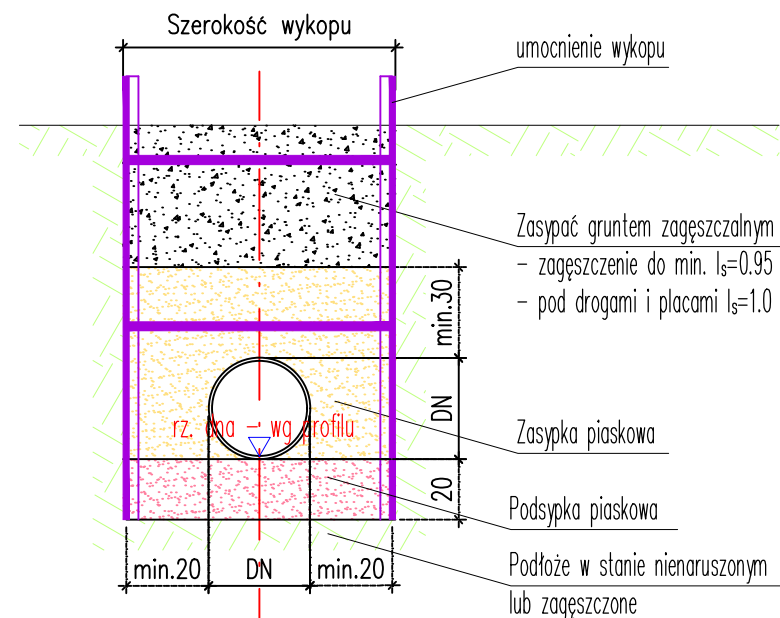 Szerokość wykopu
umocnienie wykopu
Zasypać gruntem zagęszczalnym
- zagęszczenie do min. Is=0.95
- pod drogami i placami Is=1.0
min.30
DN
rz. dna - wg profilu
Zasypka piaskowa
20
Podsypka piaskowa
min.20
DN
min.20
Podłoże w stanie nienaruszonym
lub zagęszczone